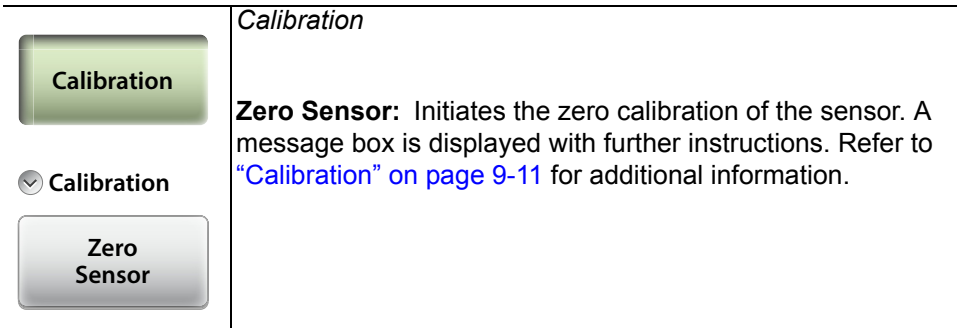 Calibration
Calibration
Zero
Sensor
Calibration
Zero Sensor: Initiates the zero calibration of the sensor. A
message box is displayed with further instructions. Refer to
“Calibration” on page 9-11 for additional information.